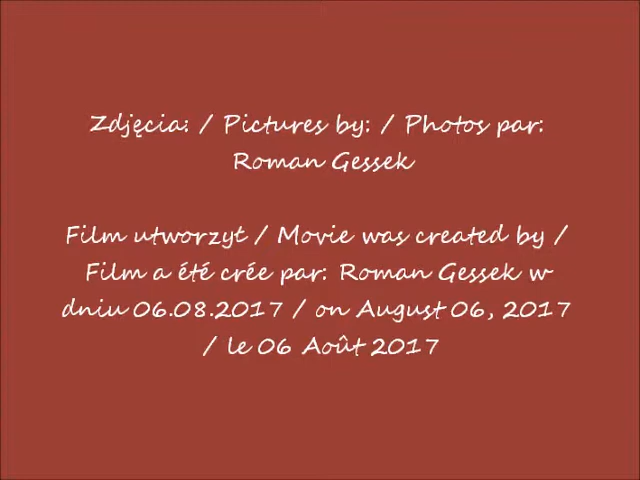 Zdjęcia: / Pictures by: / Photos par:
Roman Gessek
Film utworzyt / Movie was created by /
Film a été crée par: Roman Gessek w
dniu 06.08.2017 / on August 06, 2017
/ le 06 Août 2017